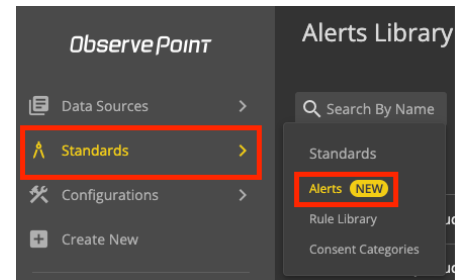 ObservePoint
Alerts Library
Data Sources
Search By Name
Standards
Standards
Alerts NEW
Configurations
Rule Library
Create New
Consent Categories